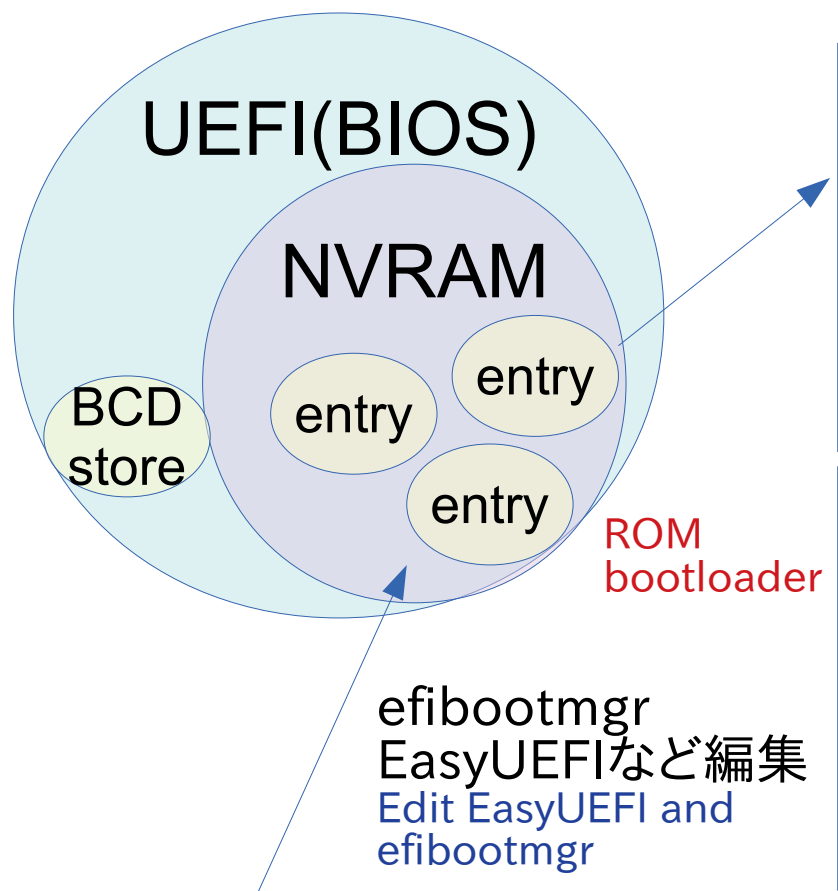 UEFI(BIOS)
NVRAM
entry
entry
BCD
store
entry
ROM
bootloader
efibootmgr
EasyUEFIなど編集
Edit EasyUEFI and
efibootmgr